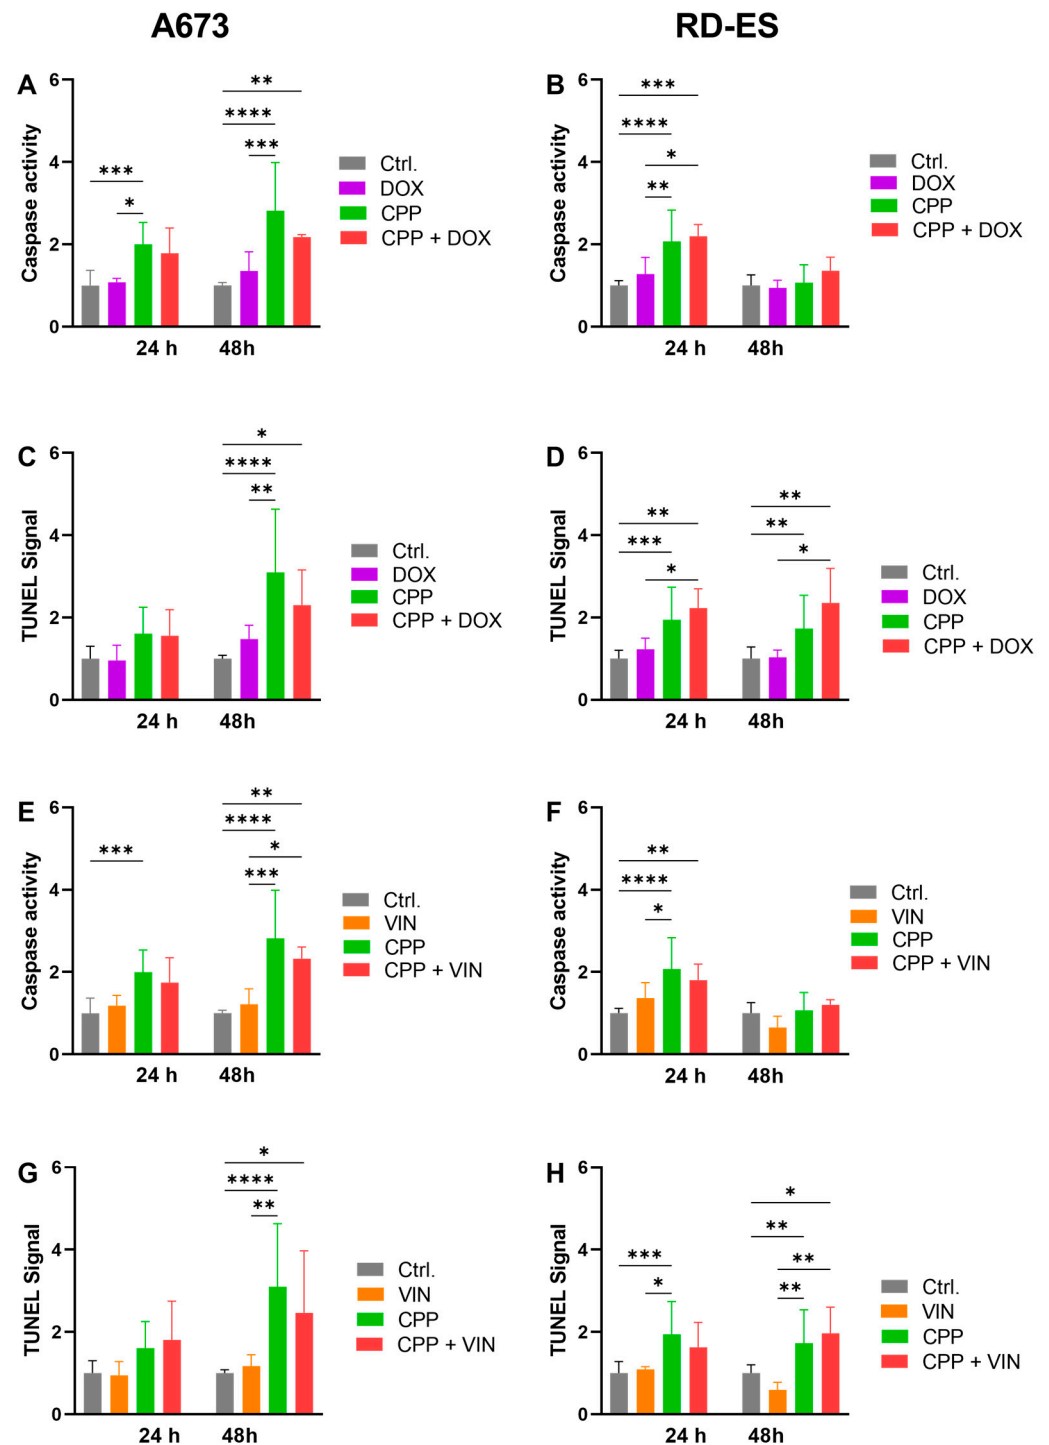 A673
RD-ES
A
Caspase activity
6
4
2
0
***
*
**
****
***
24 h
48h
Ctrl.
DOX
CPP
CPP + DOX
B
Caspase activity
6
4
2
0
***
****
*
**
24 h
48h
Ctrl.
DOX
CPP
CPP + DOX
C
TUNEL Signal
6
4
2
0
*
****
**
24 h
48h
Ctrl.
DOX
CPP
CPP + DOX
D
TUNEL Signal
6
4
2
0
**
***
*
**
**
*
24 h
48h
Ctrl.
DOX
CPP
CPP + DOX
E
Caspase activity
6
4
2
0
***
**
****
*
***
24 h
48h
Ctrl.
VIN
CPP
CPP + VIN
F
Caspase activity
6
4
2
0
**
****
*
24 h
48h
Ctrl.
VIN
CPP
CPP + VIN
G
TUNEL Signal
6
4
2
0
*
****
**
24 h
48h
Ctrl.
VIN
CPP
CPP + VIN
H
TUNEL Signal
6
4
2
0
***
*
*
**
**
**
24 h
48h
Ctrl.
VIN
CPP
CPP + VIN